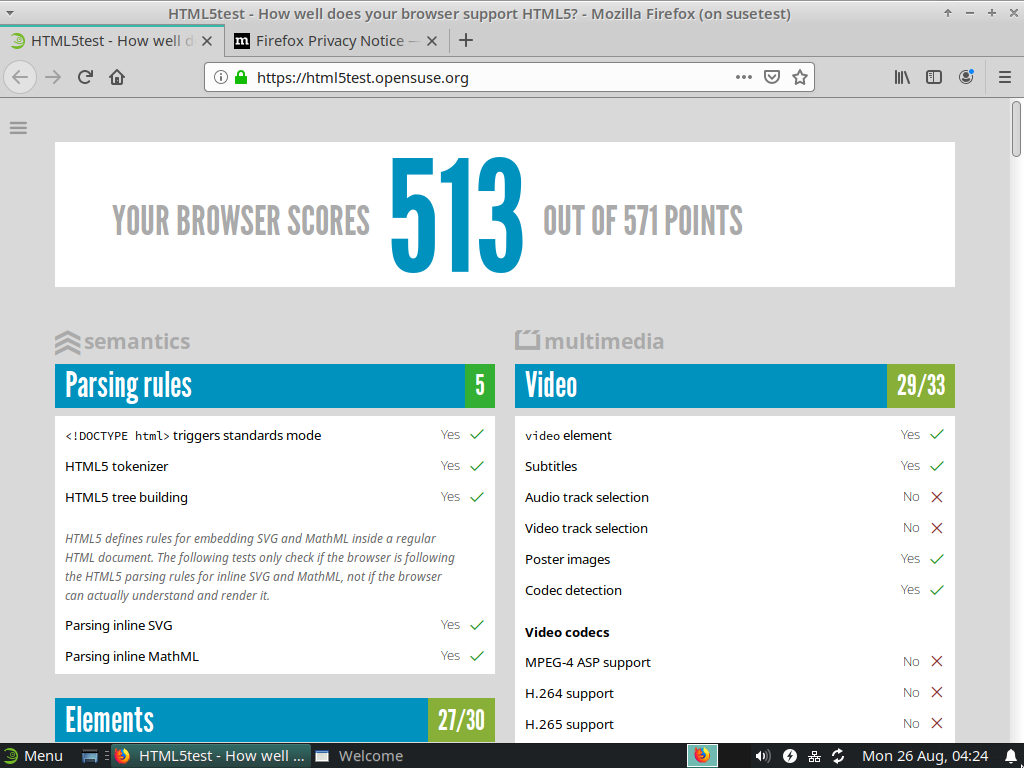 HTML5test - How well does your browser support HTML5? - Mozilla Firefox (on susetest)
HTML5test - How well d
Firefox Privacy Notice —
https://html5test.opensuse.org
YOUR BROWSER SCORES 513 OUT OF 571 POINTS
semantics
Parsing rules 5
<!DOCTYPE html> triggers standards mode Yes
HTML5 tokenizer Yes
HTML5 tree building Yes
HTML5 defines rules for embedding SVG and MathML inside a regular
HTML document. The following tests only check if the browser is following
the HTML5 parsing rules for inline SVG and MathML, not if the browser
can actually understand and render it.
Parsing inline SVG Yes
Parsing inline MathML Yes
Elements 27/30
multimedia
Video 29/33
video element Yes
Subtitles Yes
Audio track selection No
Video track selection No
Poster images Yes
Codec detection Yes
Video codecs
MPEG-4 ASP support No
H.264 support No
H.265 support No
Menu
HTML5test - How well ...
Welcome
Mon 26 Aug, 04:24